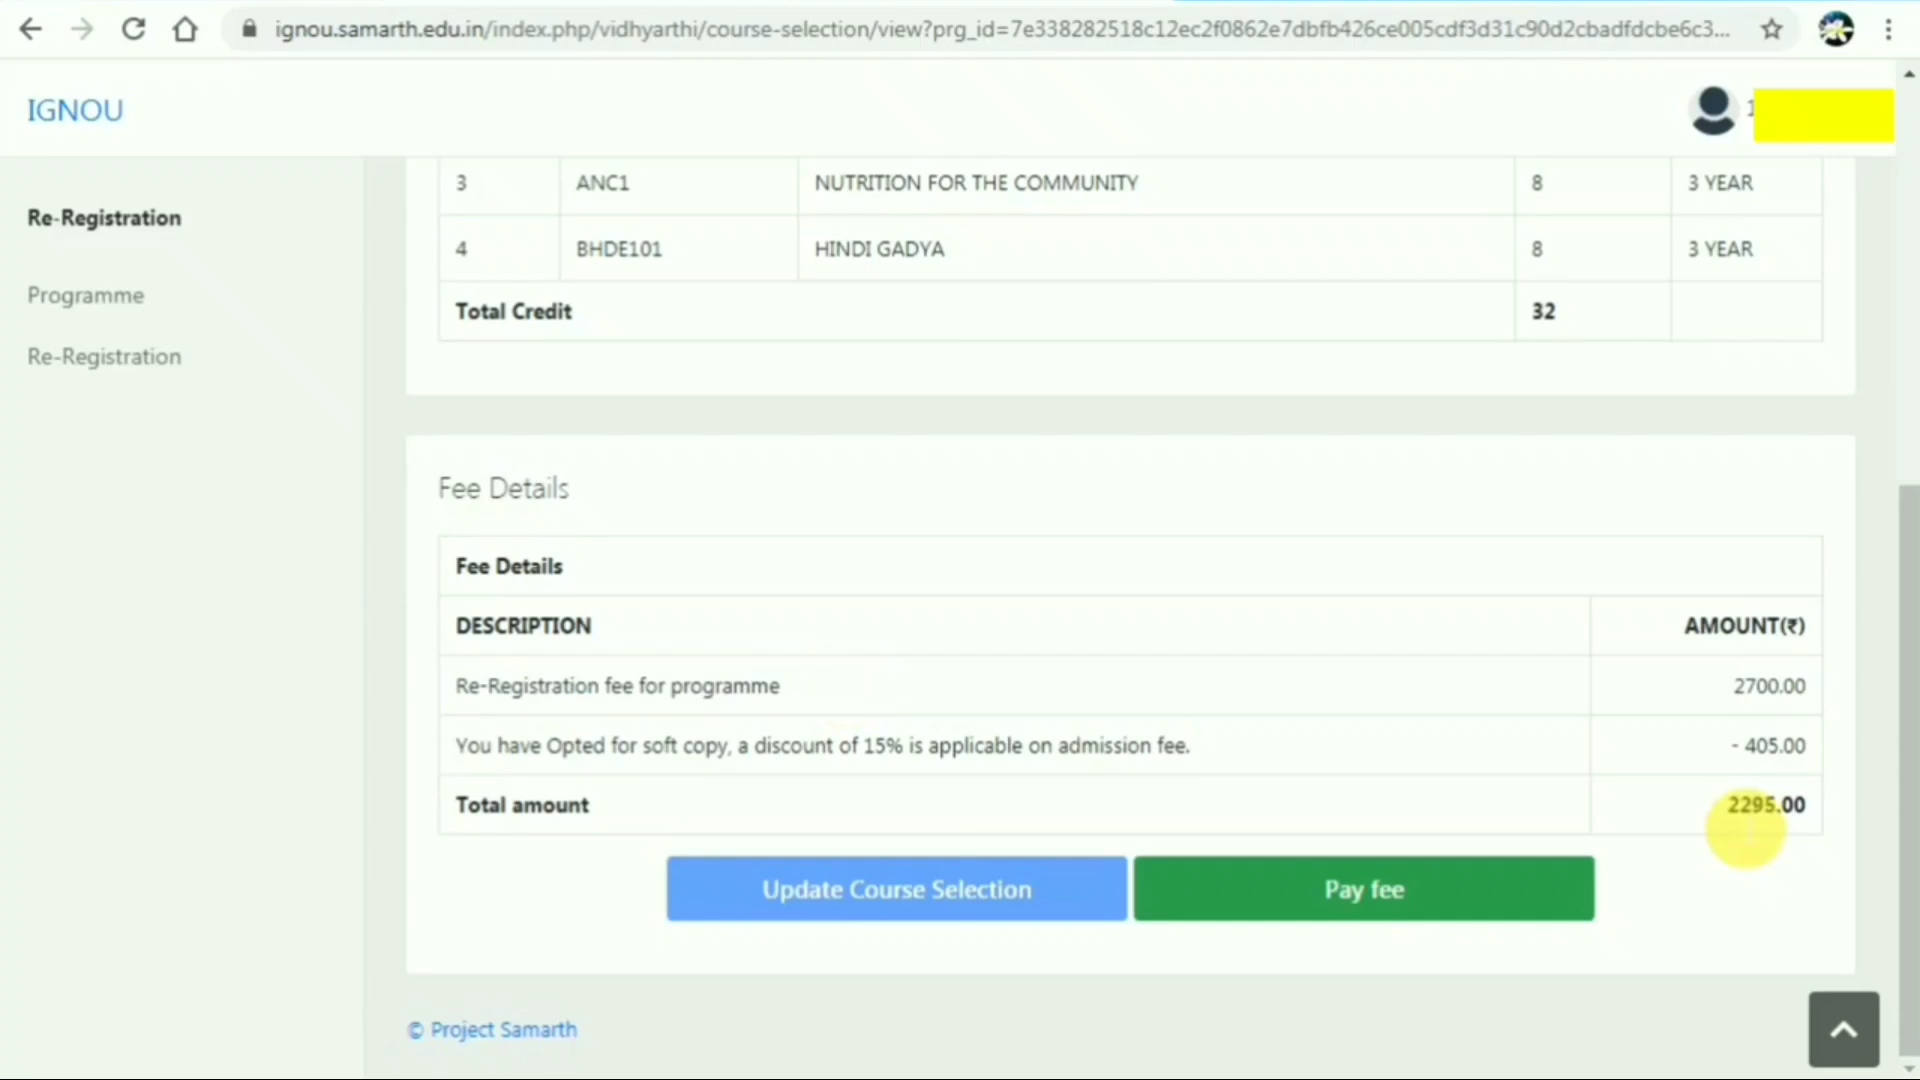 ignou.samarth.edu.in/index.php/vidhyarthi/course-selection/view?prg_id=7e338282518c12ec2f0862e7dbfb426ce005cdf3d31c90d2cbadfdcbe6c3...
IGNOU
1
Re-Registration
Programme
Re-Registration
3 ANC1 NUTRITION FOR THE COMMUNITY 8 3 YEAR
4 BHDE101 HINDI GADYA 8 3 YEAR
Total Credit 32
Fee Details
Fee Details
DESCRIPTION AMOUNT(₹)
Re-Registration fee for programme 2700.00
You have Opted for soft copy, a discount of 15% is applicable on admission fee. - 405.00
Total amount 2295.00
Update Course Selection Pay fee
© Project Samarth